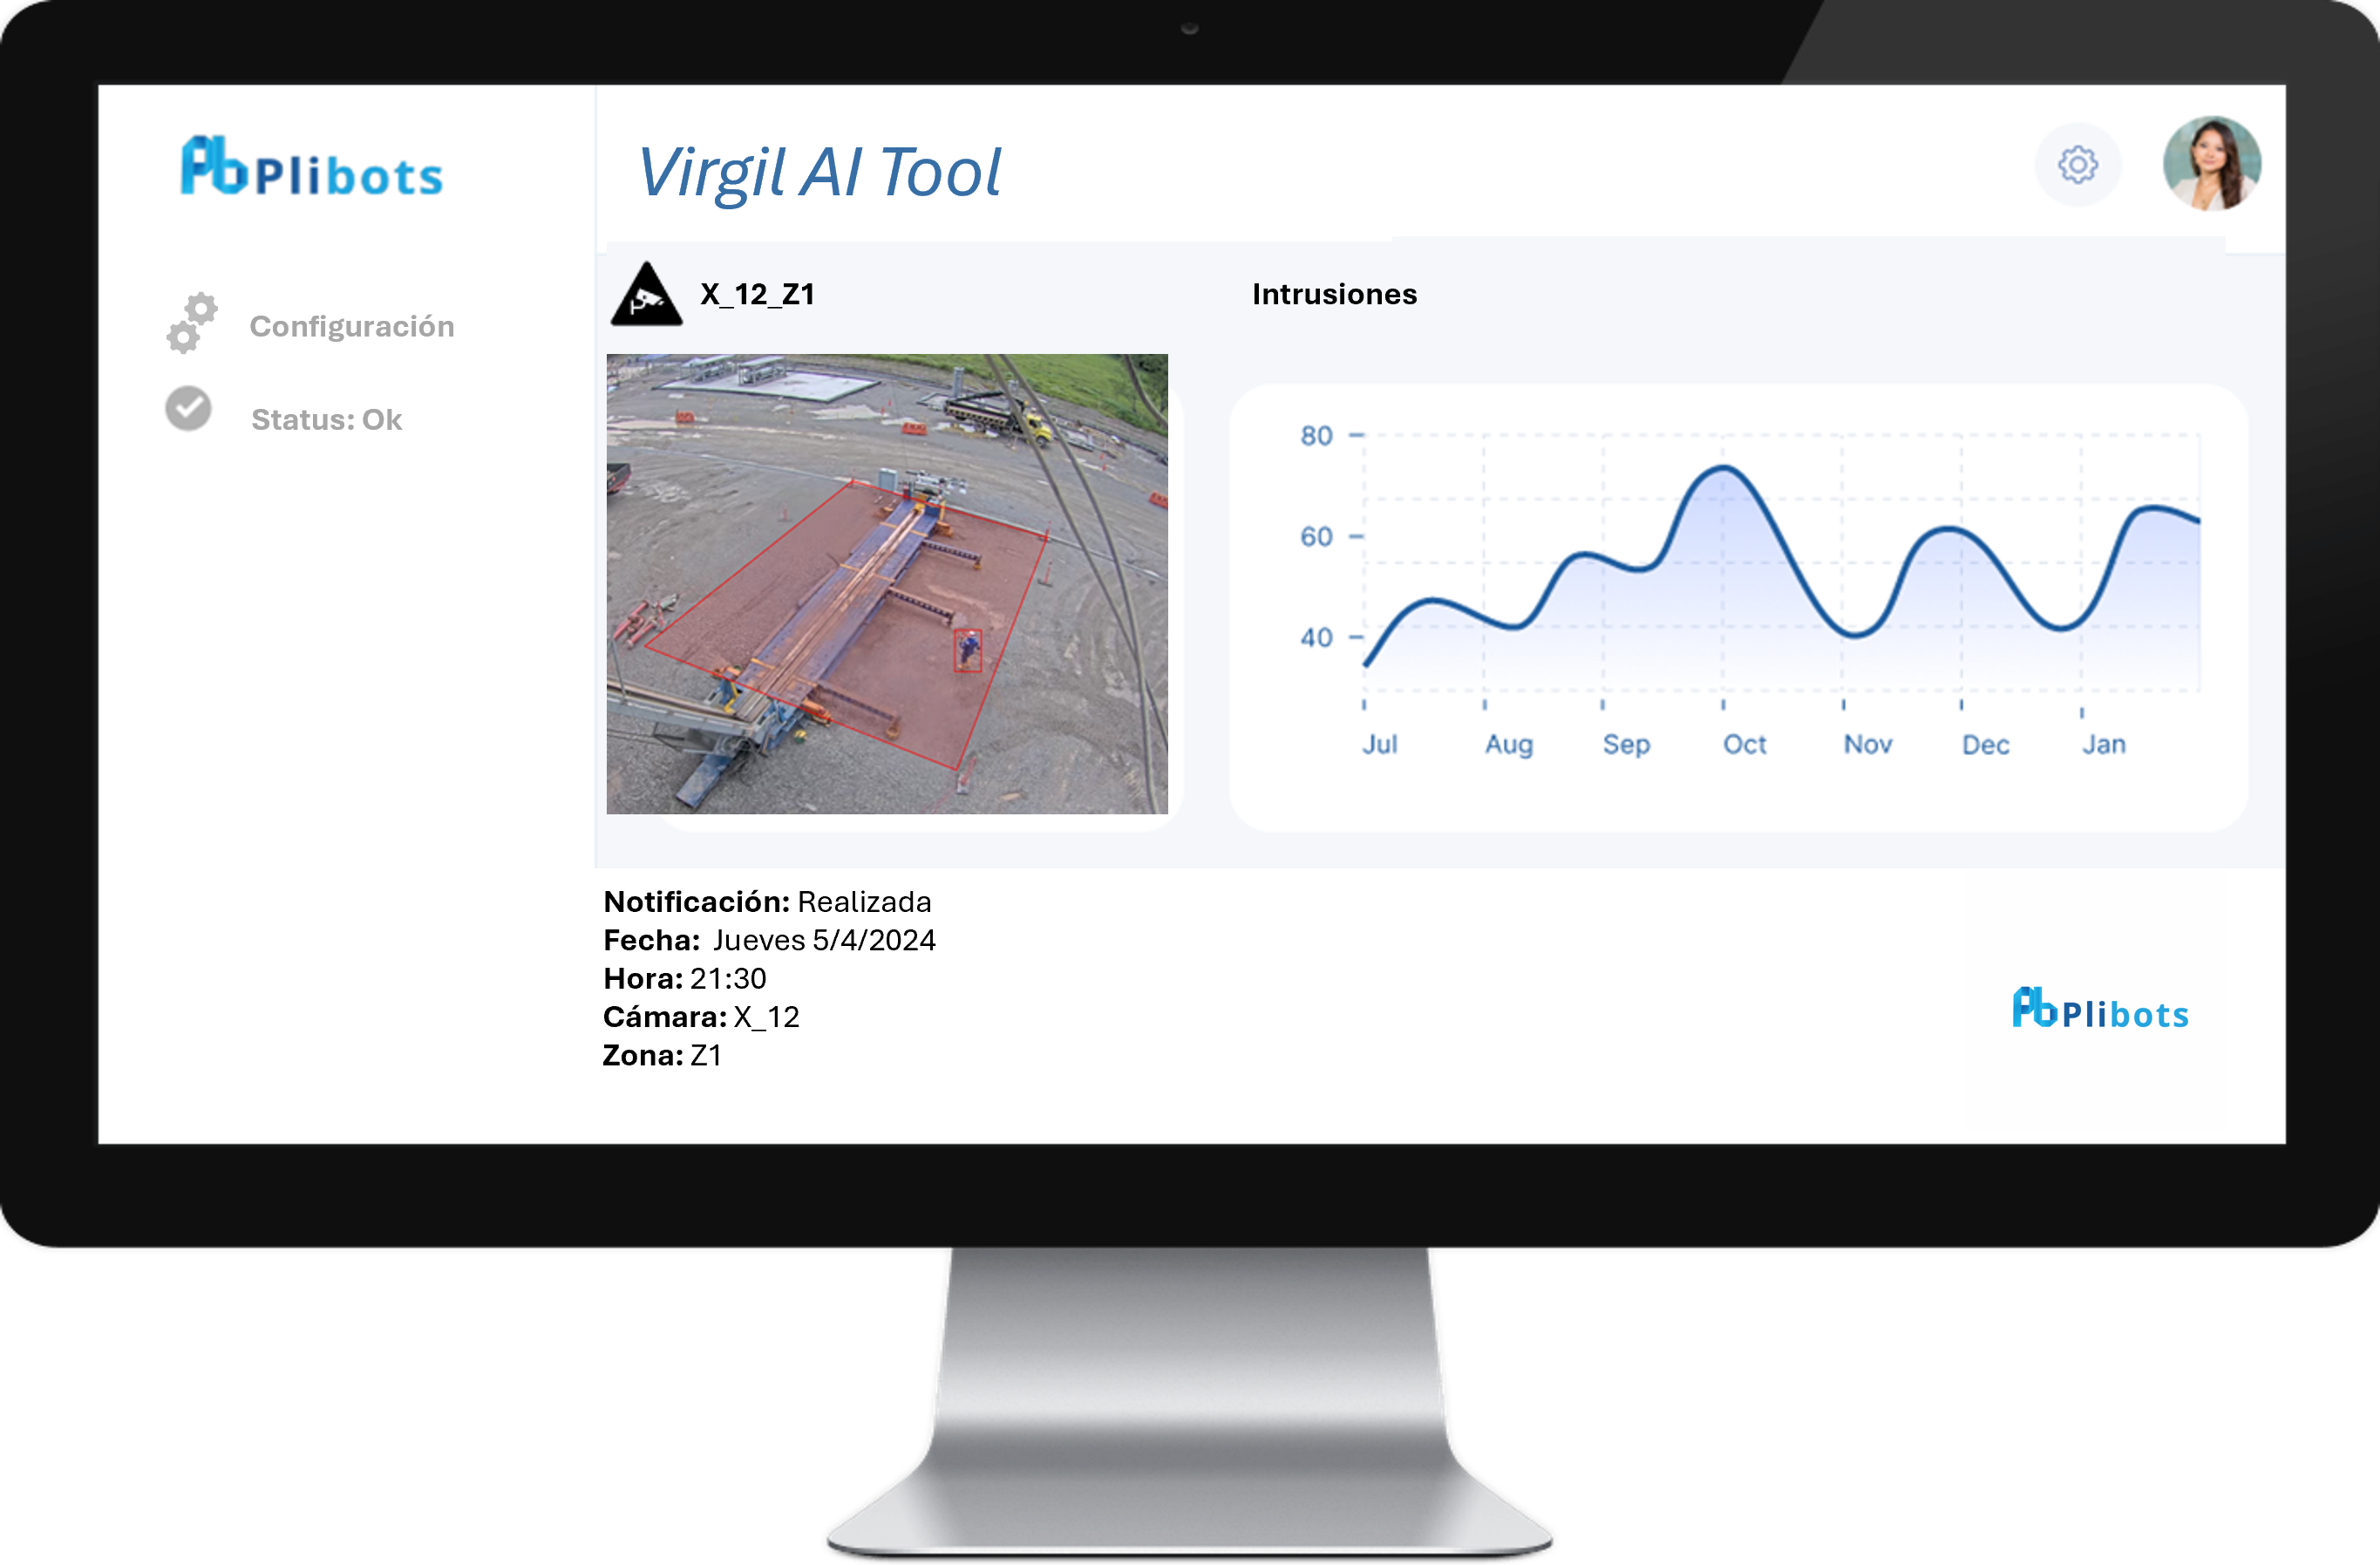 Plibots
Virgil AI Tool
Configuración
Status: Ok
X_12_Z1
Intrusiones
80
60
40
Jul Aug Sep Oct Nov Dec Jan
Notificación: Realizada
Fecha: Jueves 5/4/2024
Hora: 21:30
Cámara: X_12
Zona: Z1
Plibots